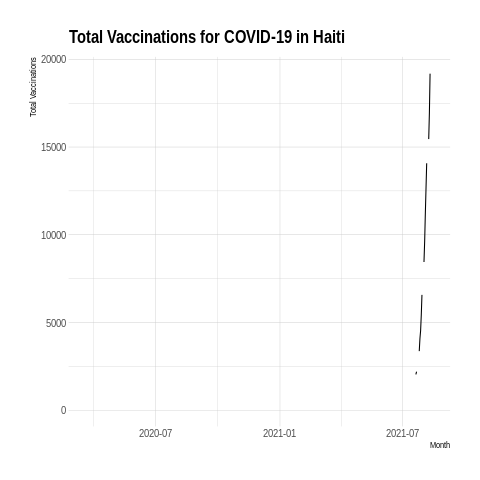 Total Vaccinations for COVID-19 in Haiti
Total Vaccinations
20000
15000
10000
5000
0
2020-07
2021-01
2021-07
Month